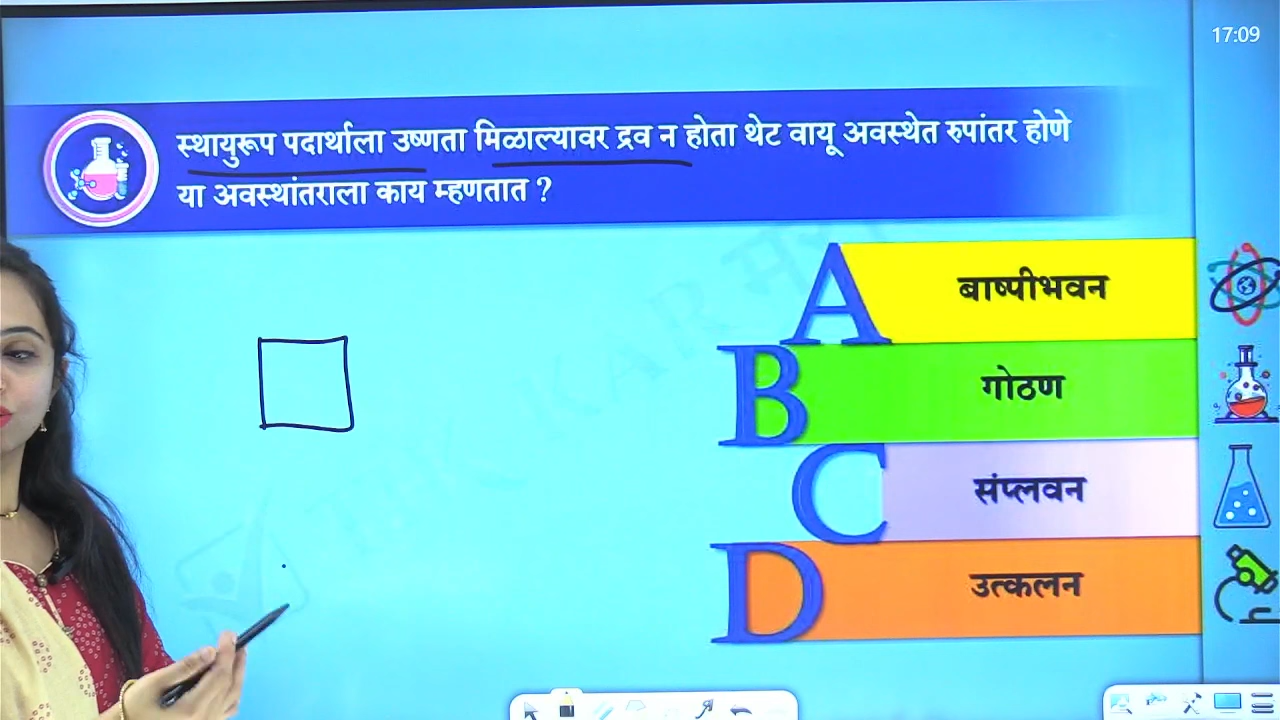 17:09
स्थायुरूप पदार्थाला उष्णता मिळाल्यावर द्रव न होता थेट वायू अवस्थेत रुपांतर होणे
या अवस्थांतराला काय म्हणतात ?
A बाष्पीभवन
B गोठण
C संप्लवन
D उत्कलन